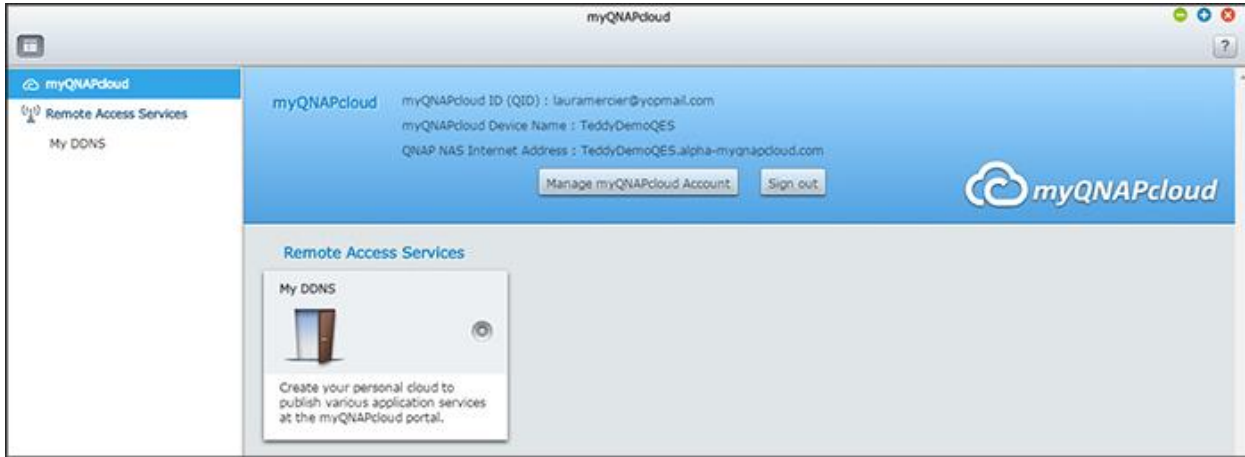 myQNAPcloud
?
myQNAPcloud
Remote Access Services
My DDNS
myQNAPcloud
myQNAPcloud ID (QID) : lauramercier@yopmail.com
myQNAPcloud Device Name : TeddyDemoQES
QNAP NAS Internet Address : TeddyDemoQES.alpha-myqnapcloud.com
Manage myQNAPcloud Account
Sign out
myQNAPcloud
Remote Access Services
My DDNS
Create your personal cloud to
publish various application services
at the myQNAPcloud portal.